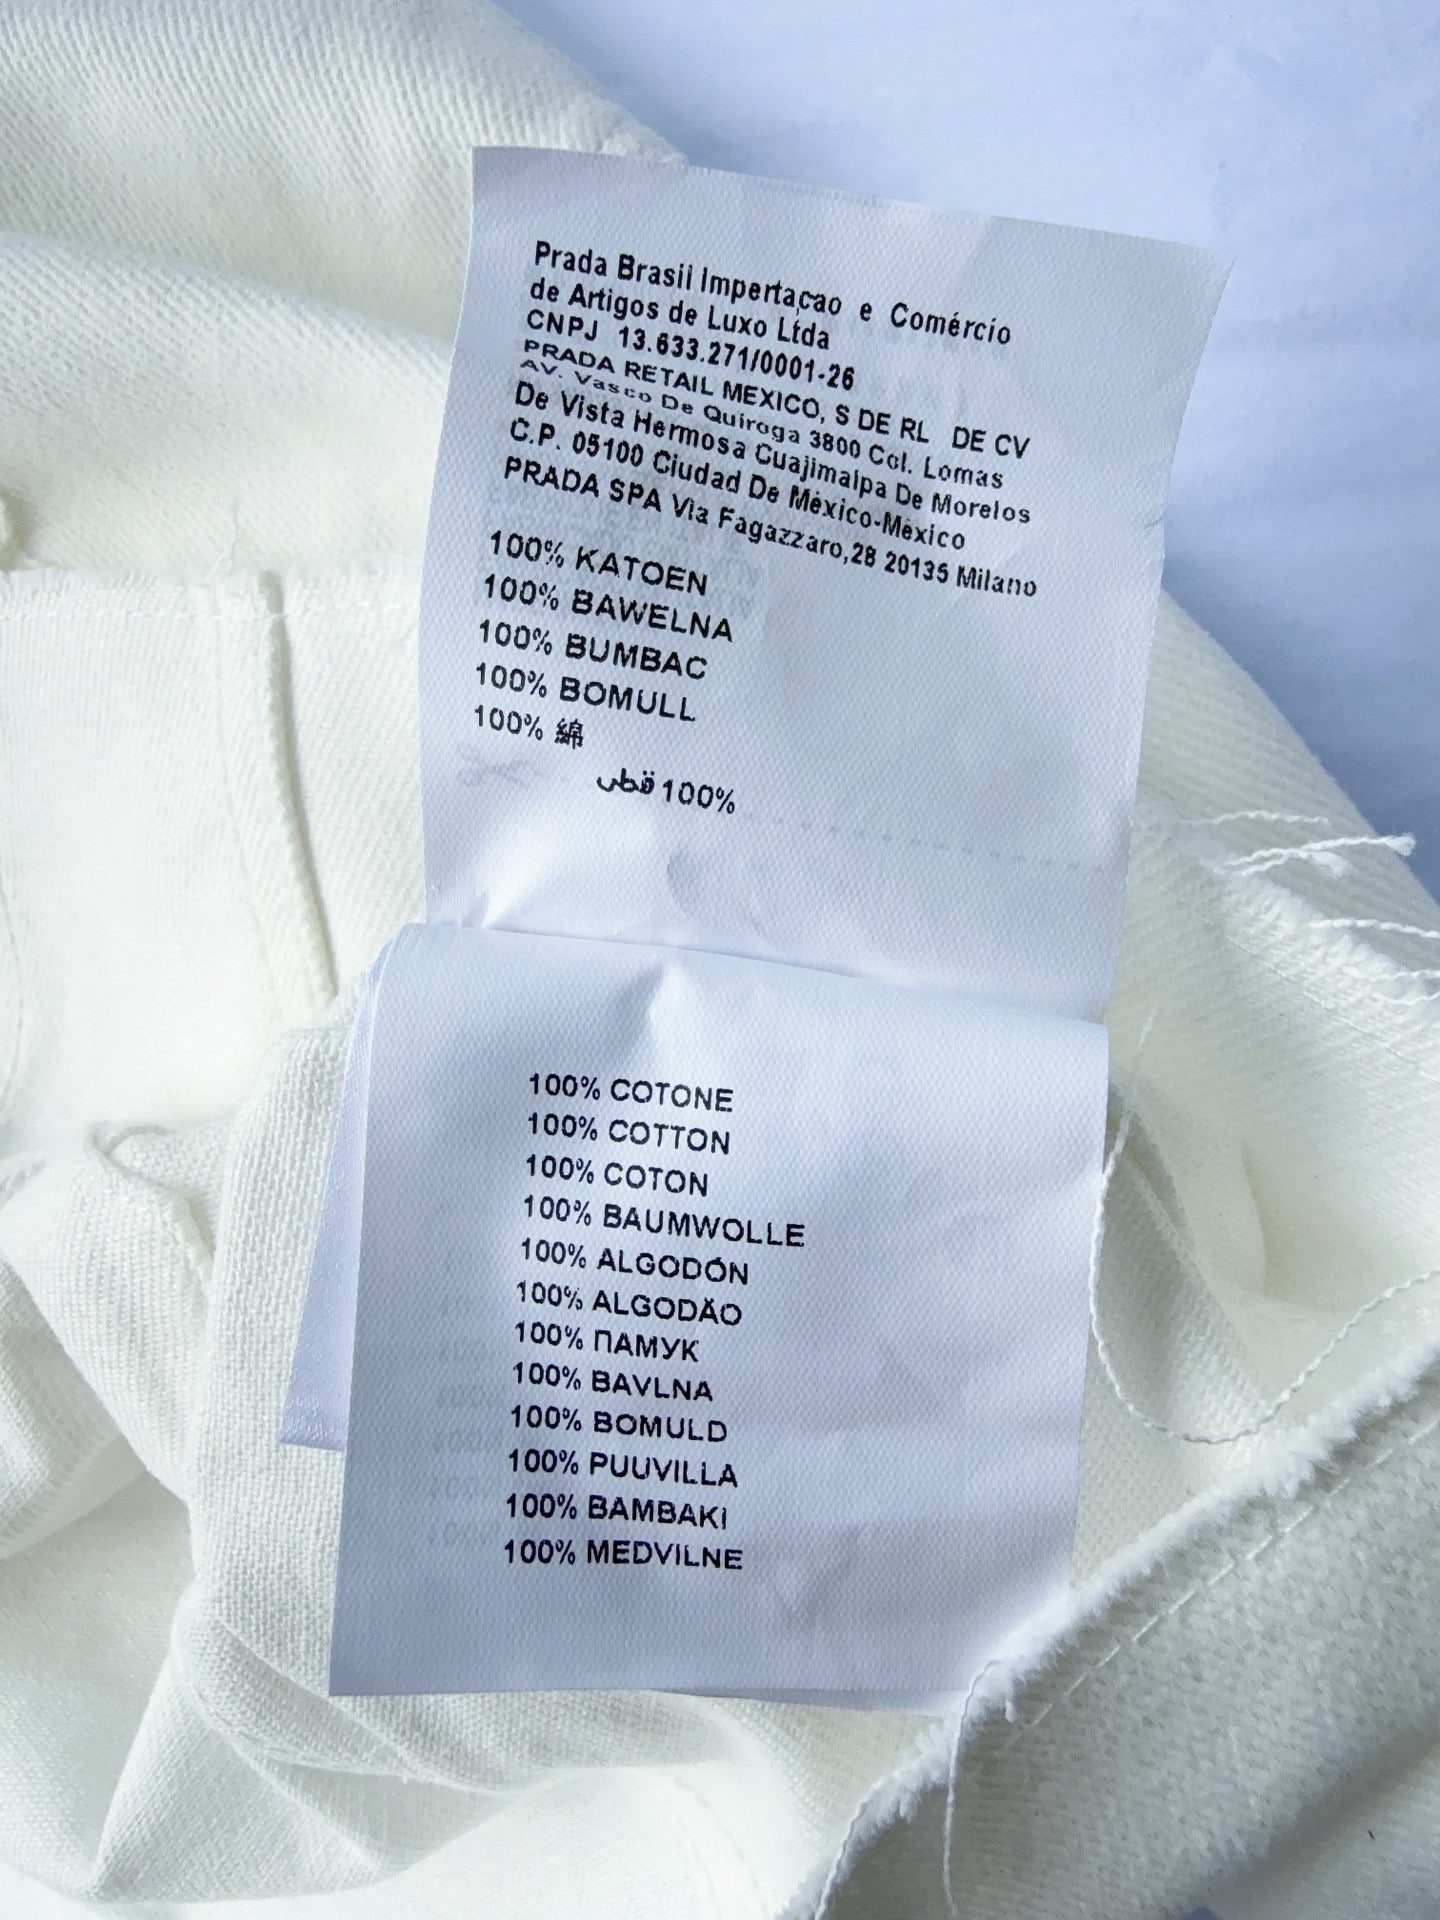 Prada Brasil Impertaçao e Comércio
de Artigos de Luxo Ltda
CNPJ 13.633.271/0001-26
PRADA RETAIL MEXICO, S DE RL DE CV
AV. Vasco De Quiroga 3800 Col. Lomas
De Vista Hermosa Cuajimalpa De Morelos
C.P. 05100 Ciudad De México-Mexico
PRADA SPA Via Fagazzaro,28 20135 Milano
100% KATOEN
100% BAWELNA
100% BUMBAC
100% BOMULL
100% 綿
100%
100% COTONE
100% COTTON
100% COTON
100% BAUMWOLLE
100% ALGODÓN
100% ALGODÃO
100% ПАМУК
100% BAVLNA
100% BOMULD
100% PUUVILLA
100% BAMBAKI
100% MEDVILNE